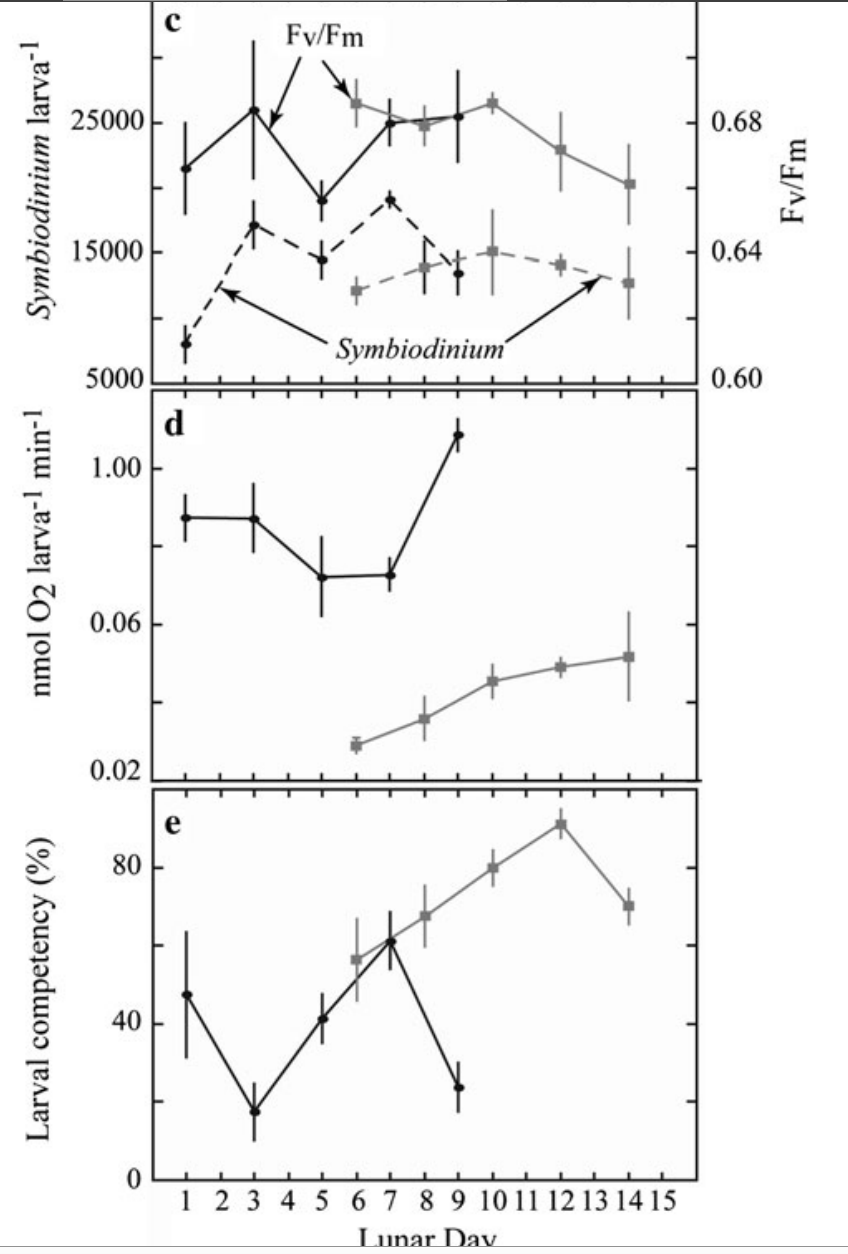 c
Fv/Fm
Symbiodinium larva-1
25000
15000
5000
Symbiodinium
0.68
0.64
0.60
Fv/Fm
d
nmol O2 larva-1 min-1
1.00
0.06
0.02
e
Larval competency (%)
80
40
0
1 2 3 4 5 6 7 8 9 10 11 12 13 14 15
Lunar Day